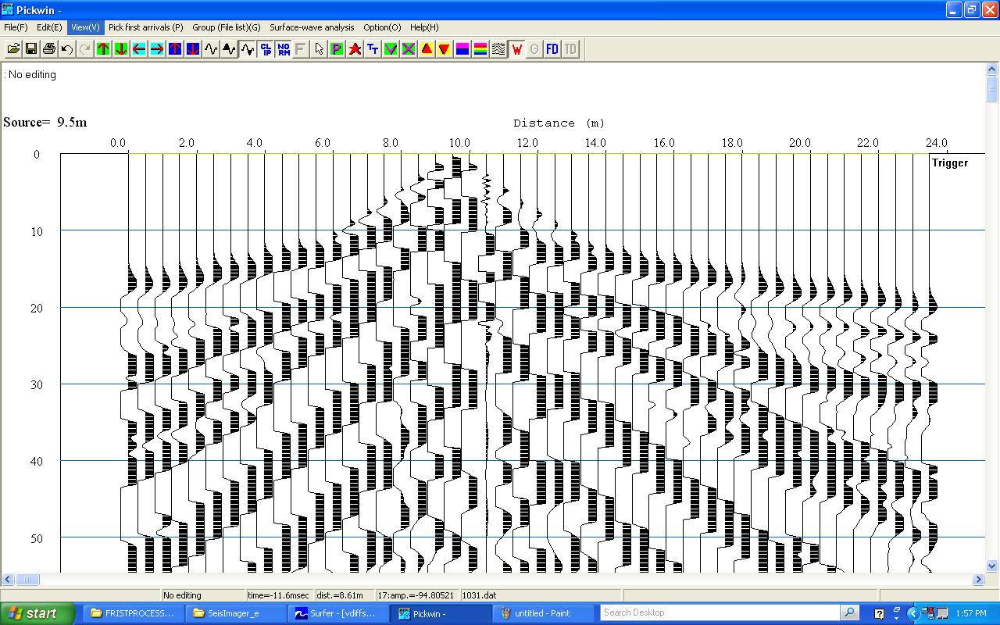 Pickwin -
File(F) Edit(E) View(V) Pick first arrivals (P) Group (File list)(G) Surface-wave analysis Option(O) Help(H)
CL IP NO RM F P TT W G FD TD
: No editing
Source= 9.5m
Distance (m)
0.0 2.0 4.0 6.0 8.0 10.0 12.0 14.0 16.0 18.0 20.0 22.0 24.0
0
Trigger
10
20
30
40
50
No editing time=-11.6msec dist.=8.61m 17:amp.=-94.80521 1031.dat
start FRISTPROCESS... SeisImager_e Surfer - [vdiffs... Pickwin - untitled - Paint Search Desktop 1:57 PM